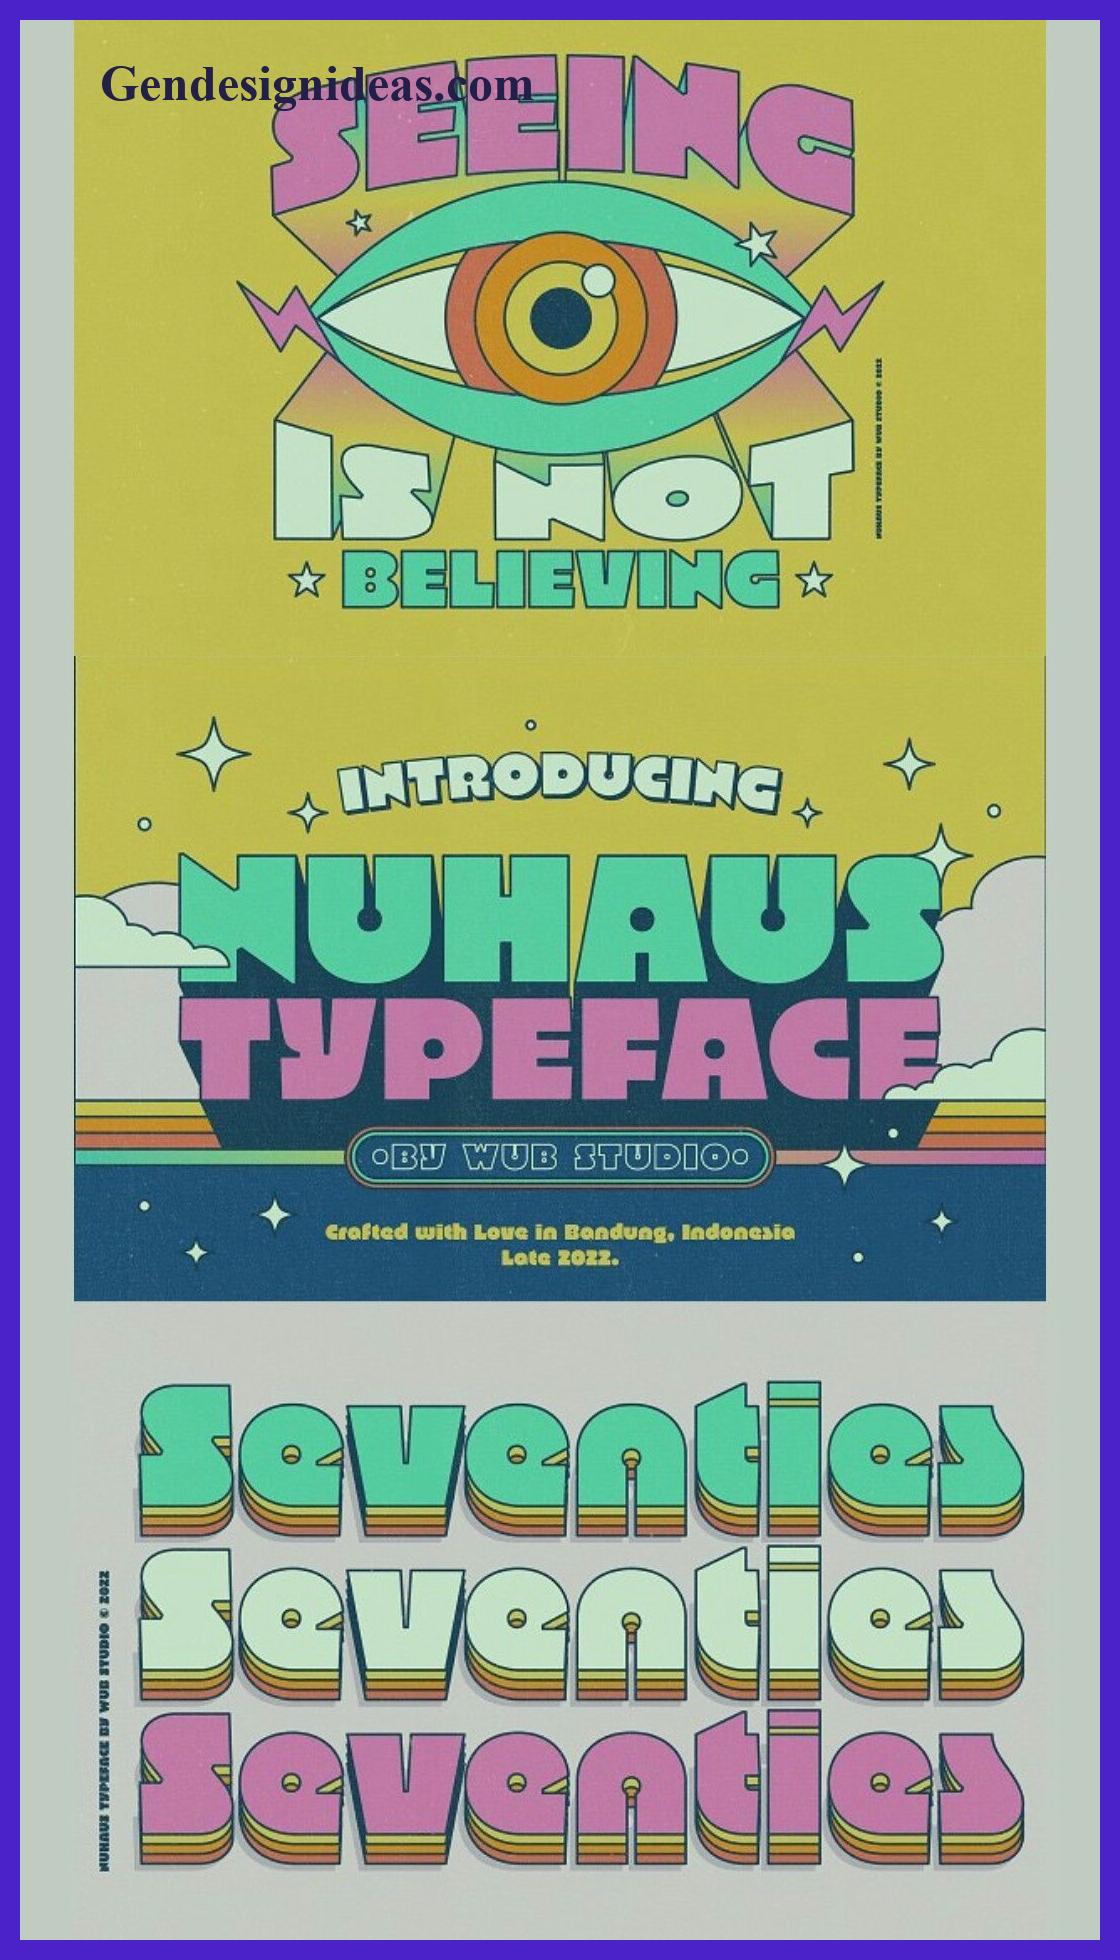 Gendesignideas.com
SEEING
IS NOT
BELIEVING
NUHAUS TYPEFACE BY WUB STUDIO © 2022
INTRODUCING
NUHAUS
TYPEFACE
•BY WUB STUDIO•
Crafted with Love in Bandung, Indonesia
Late 2022.
Seventies
Seventies
Seventies
NUHAUS TYPEFACE BY WUB STUDIO © 2022